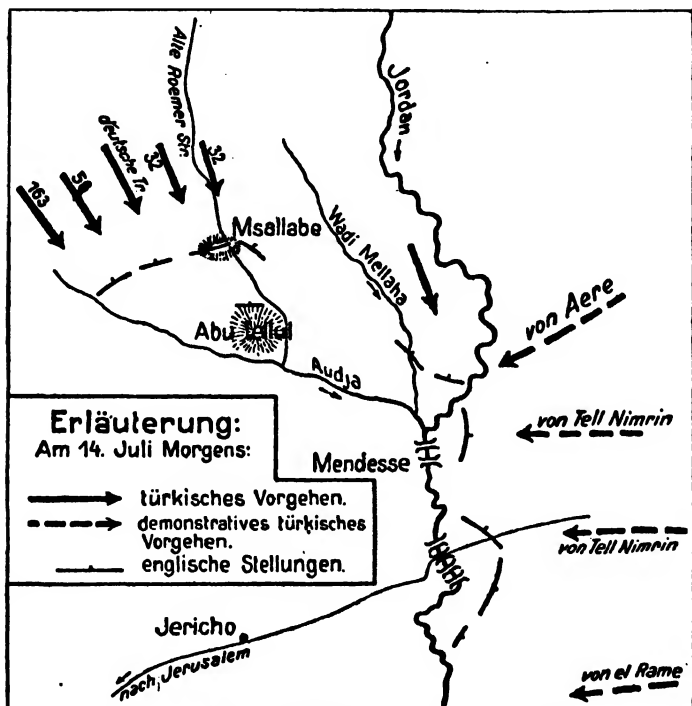 Alte Roemer Str.
Jordan
163
58
deutsche Tr.
32
32
Msallabe
Wadi Mellaha
Abu Tellul
Audja
von Aere
von Tell Nimrin
Mendesse
von Tell Nimrin
Jericho
nach Jerusalem
von el Rame
Erläuterung:
Am 14. Juli Morgens:
türkisches Vorgehen.
demonstratives türkisches
Vorgehen.
englische Stellungen.